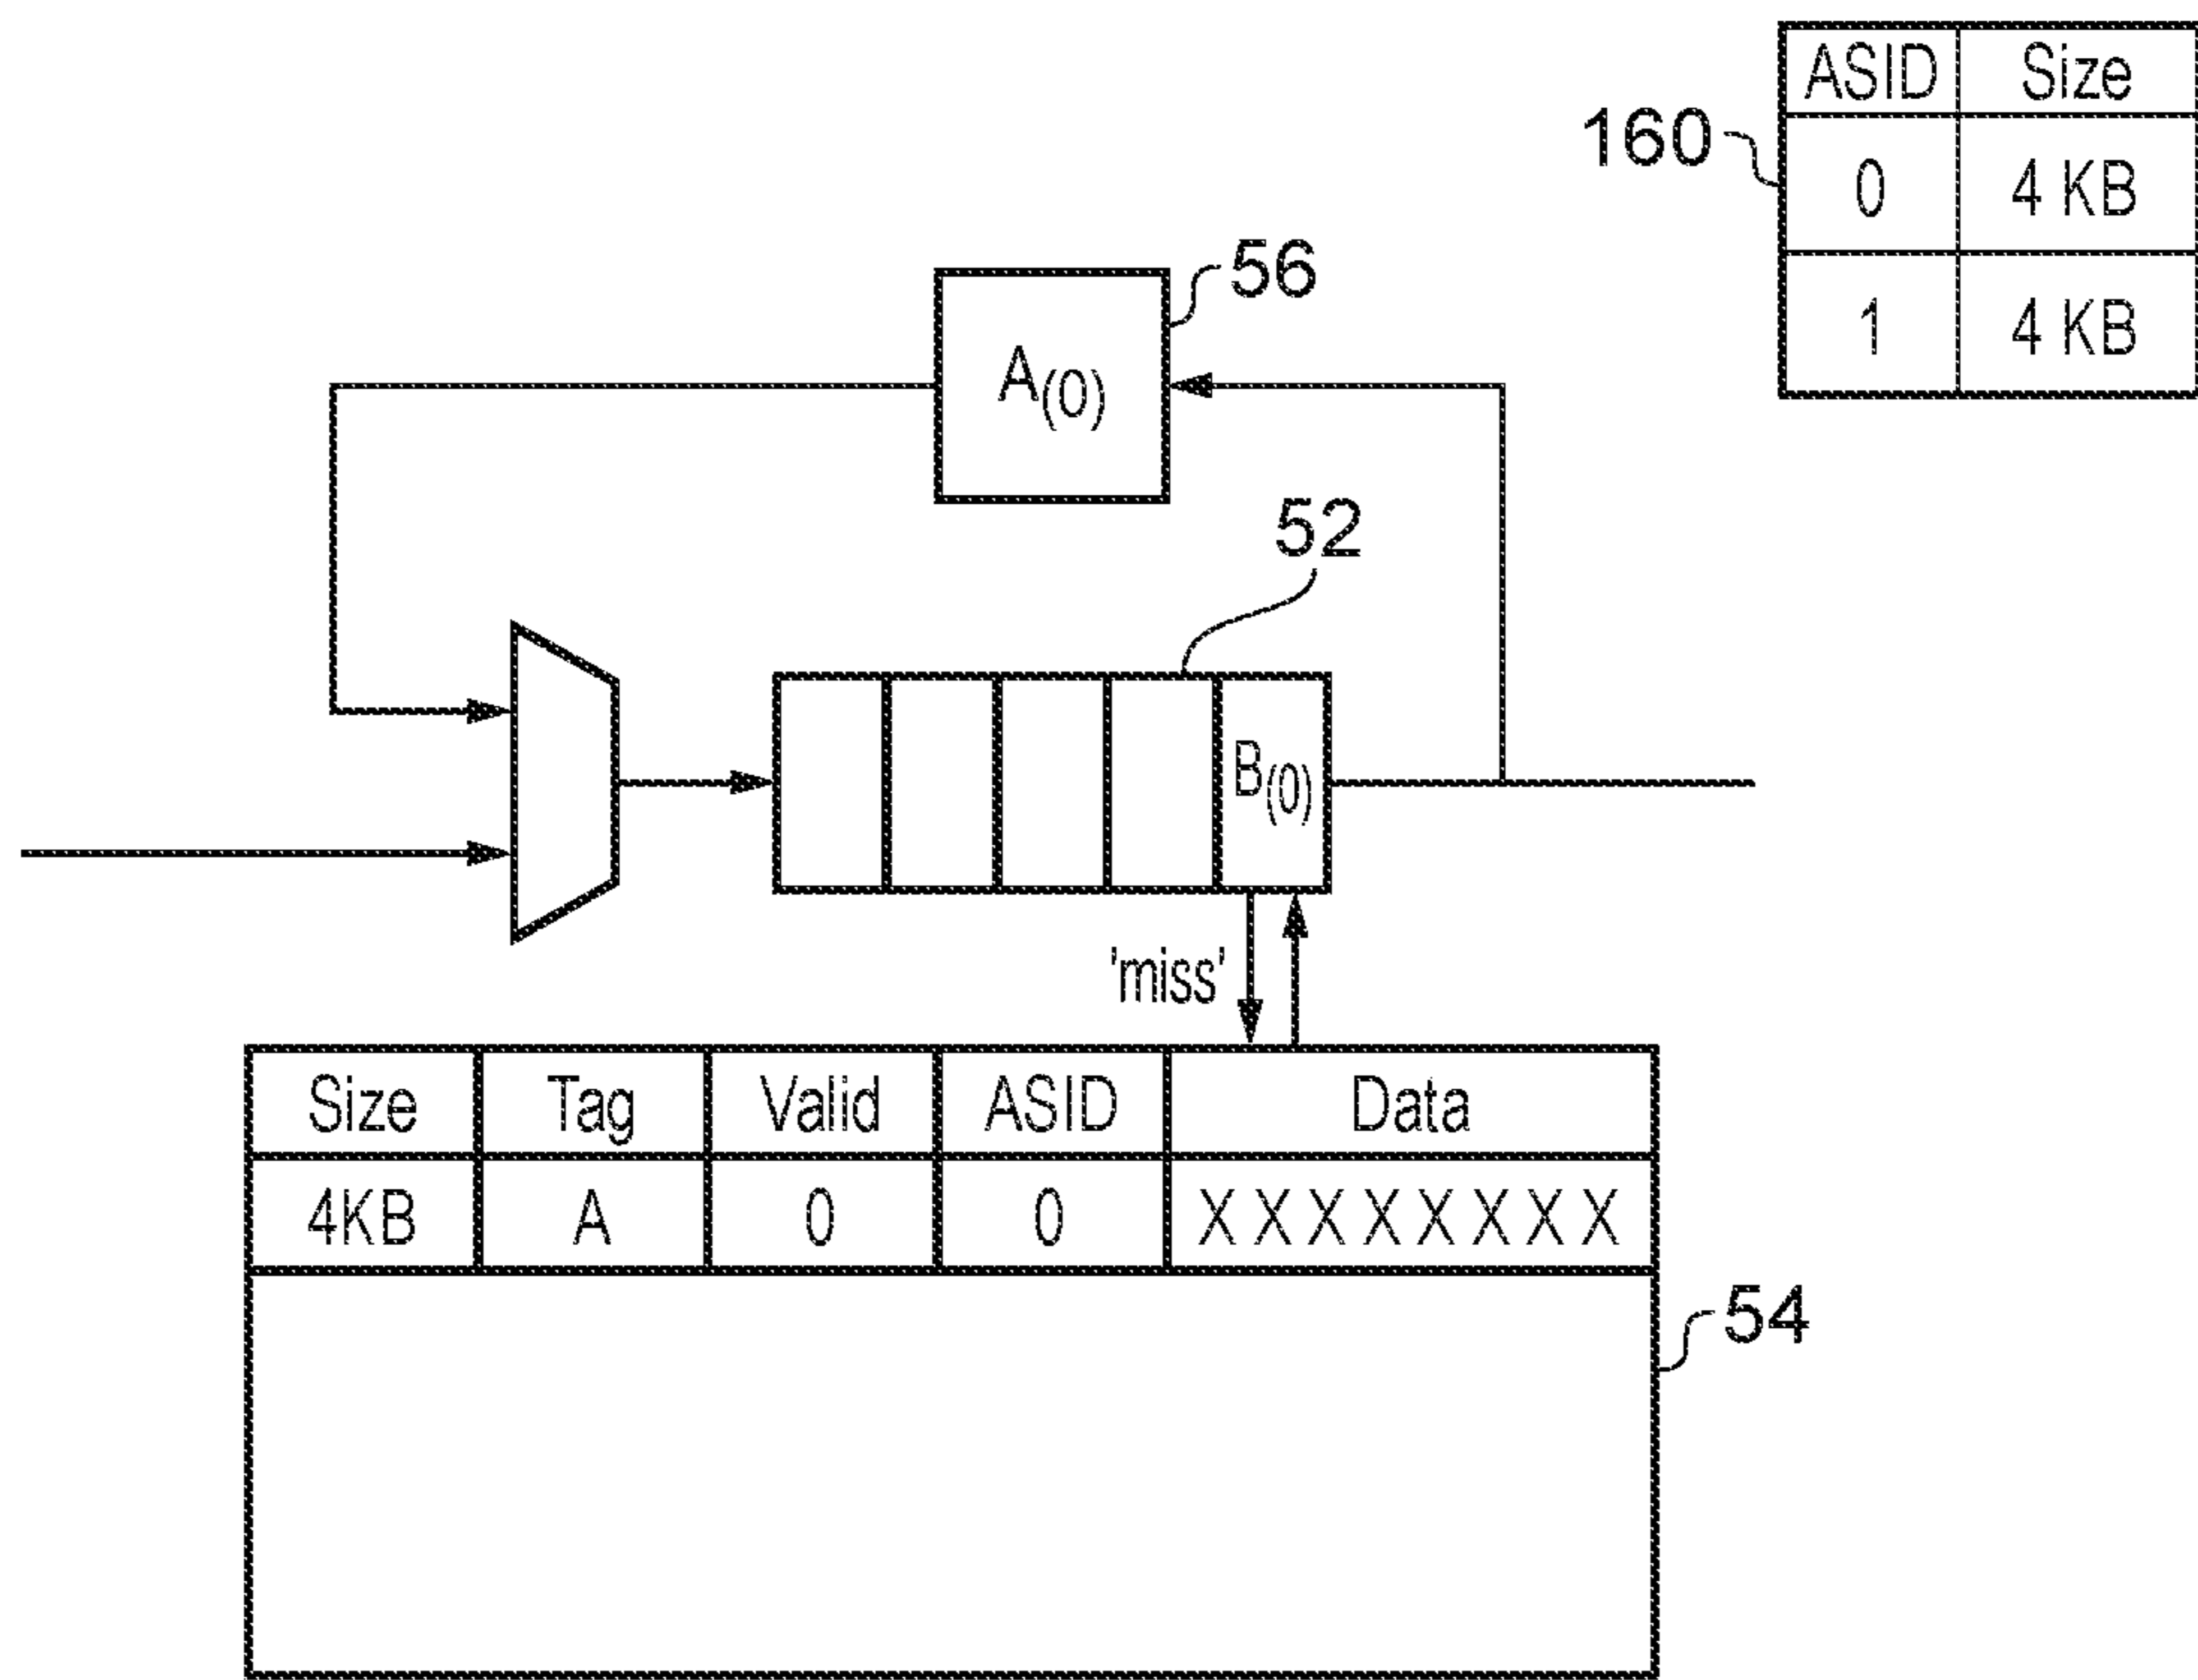 ASID Size
160
0 4 KB
1 4 KB
56
A(0)
52
B(0)
'miss'
Size Tag Valid ASID Data
4KB A 0 0 X X X X X X X X
54